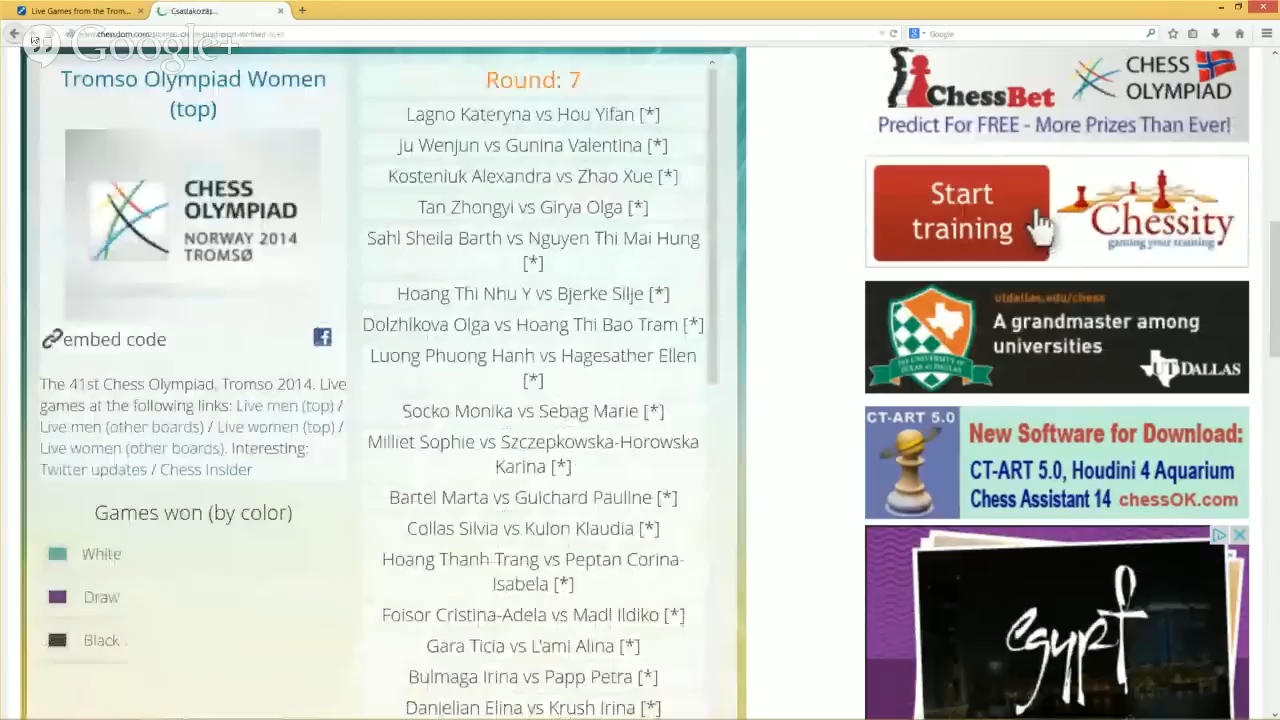 Live Games from the Trom...
Google
Google+
Tromso Olympiad Women
(top)
CHESS
OLYMPIAD
NORWAY 2014
TROMSØ
embed code
The 41st Chess Olympiad, Tromso 2014. Live
games at the following links: Live men (top) /
Live men (other boards) / Live women (top) /
Live women (other boards). Interesting:
Twitter updates / Chess Insider
Games won (by color)
White
Draw
Black
Round: 7
Lagno Kateryna vs Hou Yifan [*]
Ju Wenjun vs Gunina Valentina [*]
Kosteniuk Alexandra vs Zhao Xue [*]
Tan Zhongyi vs Girya Olga [*]
Sahl Sheila Barth vs Nguyen Thi Mai Hung
[*]
Hoang Thi Nhu Y vs Bjerke Silje [*]
Dolzhikova Olga vs Hoang Thi Bao Tram [*]
Luong Phuong Hanh vs Hagesather Ellen
[*]
Socko Monika vs Sebag Marie [*]
Milliet Sophie vs Szczepkowska-Horowska
Karina [*]
Bartel Marta vs Guichard Pauline [*]
Collas Silvia vs Kulon Klaudia [*]
Hoang Thanh Trang vs Peptan Corina-
Isabela [*]
Foisor Cristina-Adela vs Madl Ildiko [*]
Gara Ticia vs L'ami Alina [*]
Bulmaga Irina vs Papp Petra [*]
Danielian Elina vs Krush Irina [*]
ChessBet
CHESS
OLYMPIAD
Predict For FREE - More Prizes Than Ever!
Start
training
Chessity
gaming your training
utdallas.edu/chess
A grandmaster among
universities
UT DALLAS
CT-ART 5.0
New Software for Download:
CT-ART 5.0, Houdini 4 Aquarium
Chess Assistant 14 chessOK.com
egypt